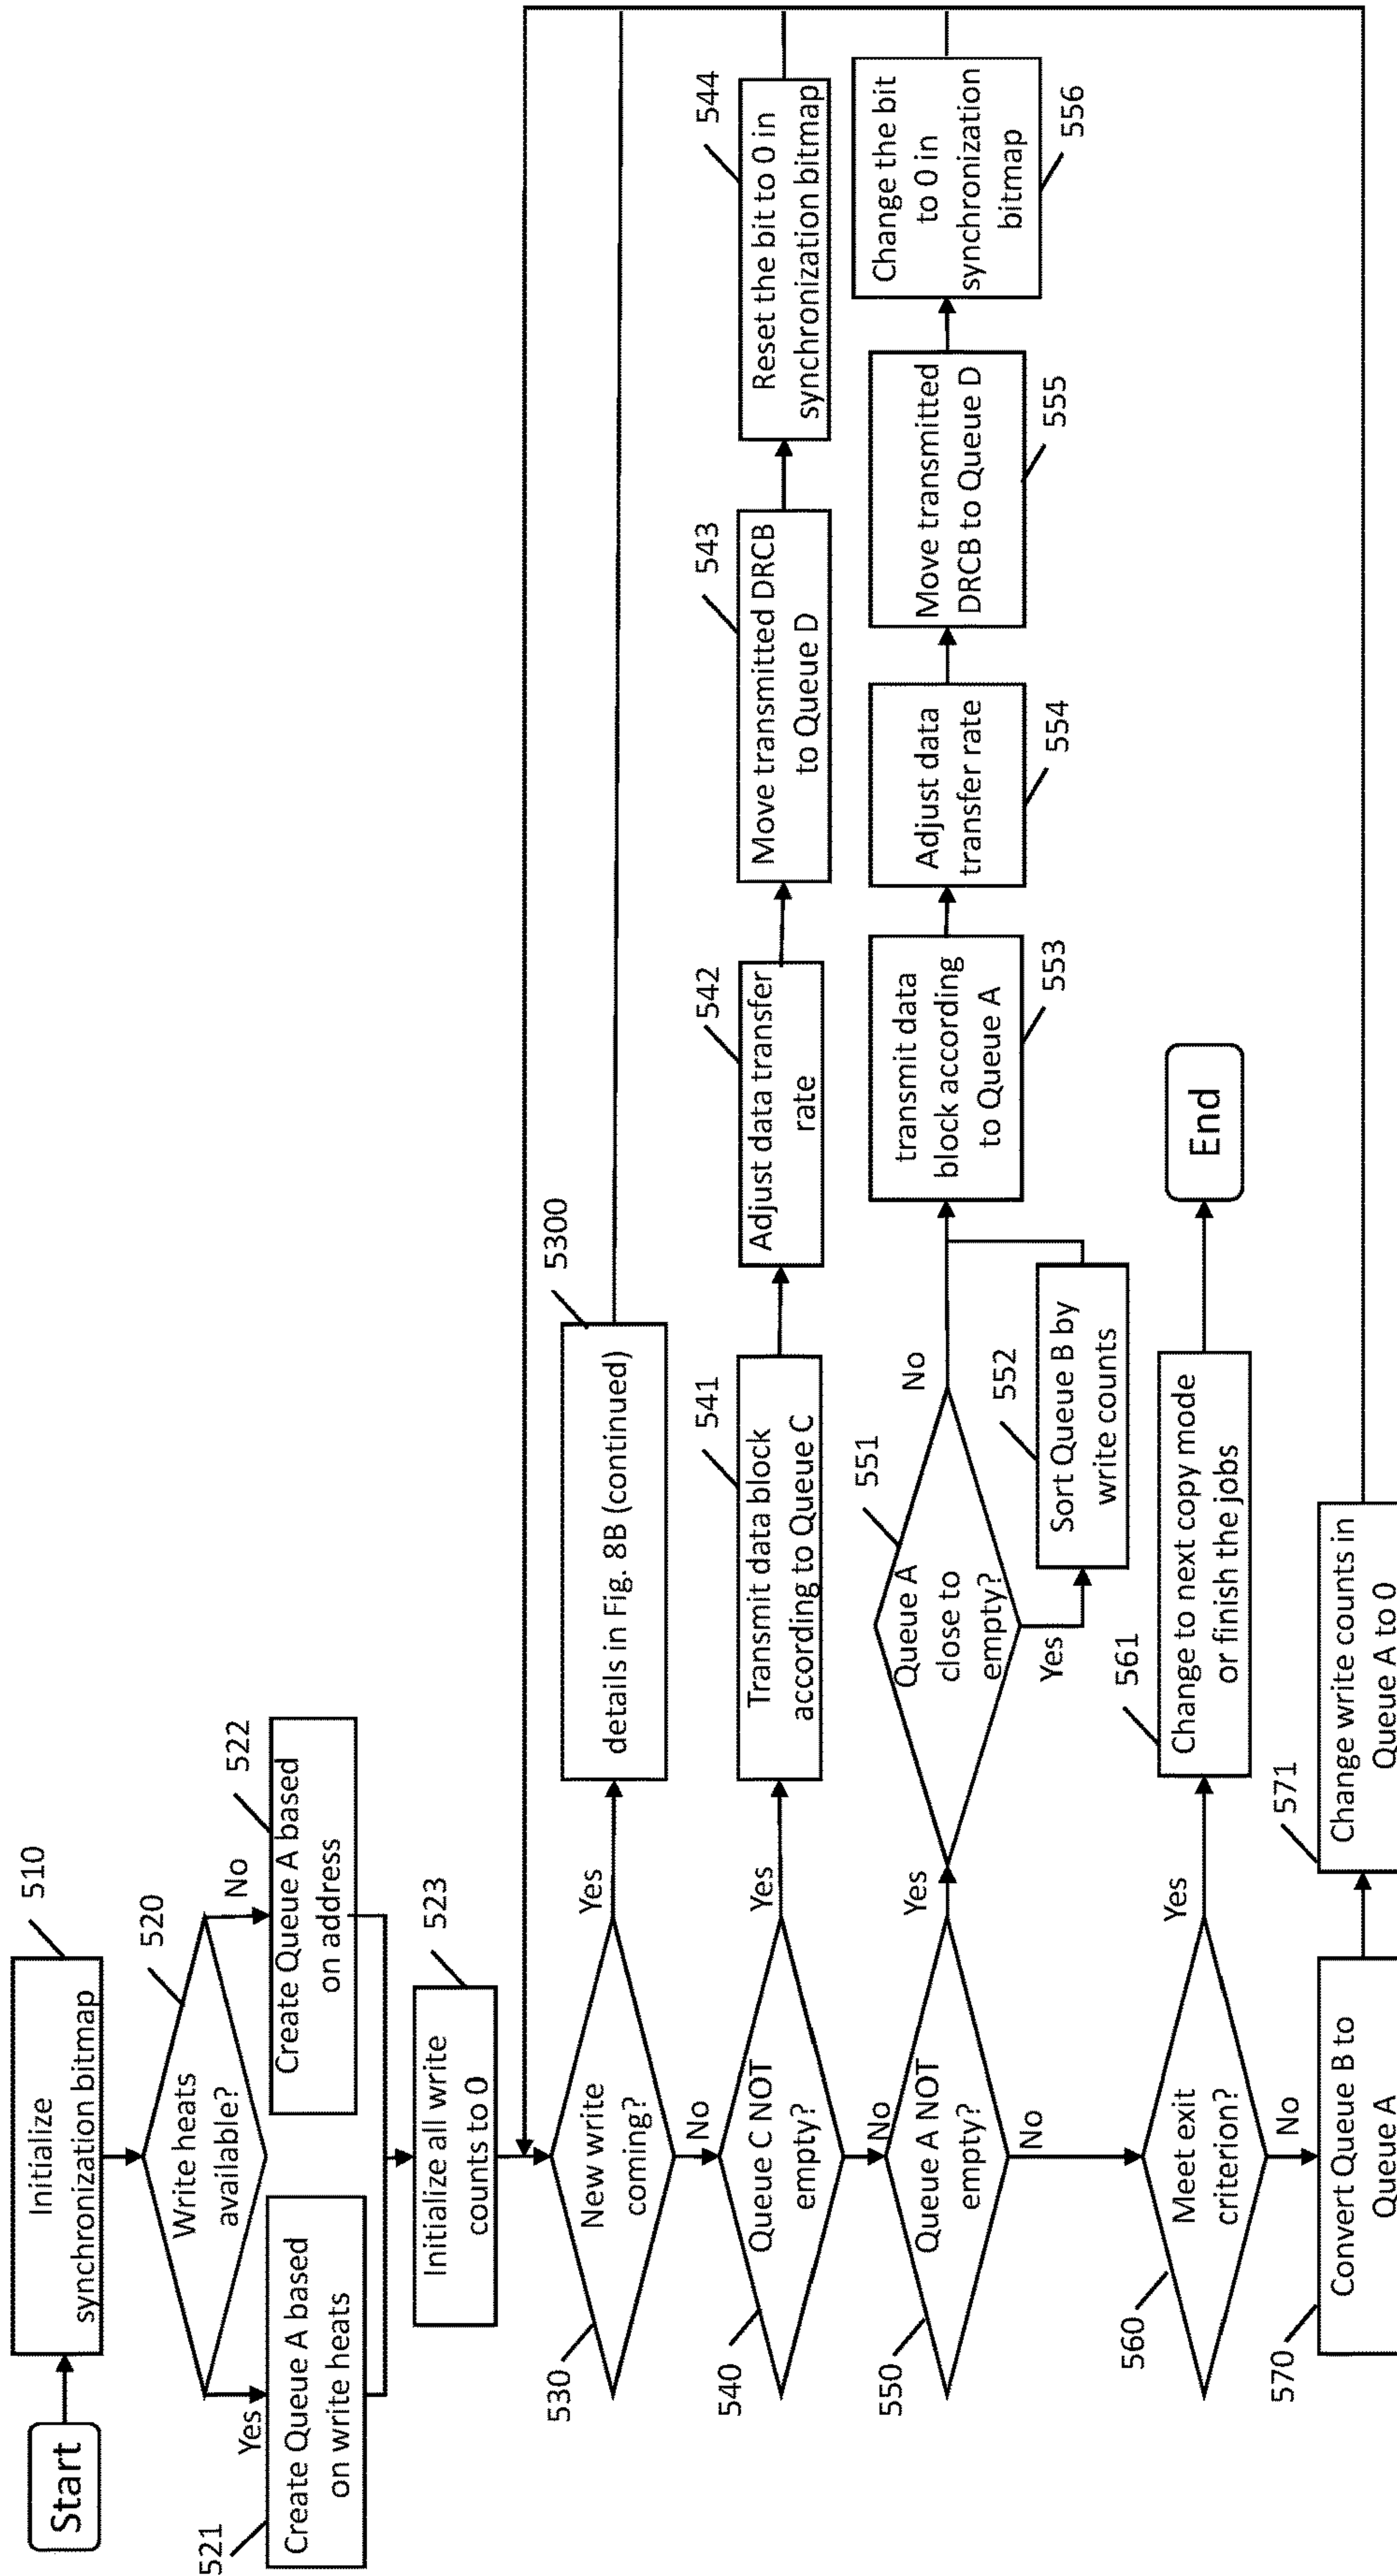 Start
Initialize
synchronization bitmap
510
Write heats
available?
520
Yes
No
521
Create Queue A based
on write heats
Create Queue A based
on address
522
Initialize all write
counts to 0
523
530
New write
coming?
Yes
No
details in Fig. 8B (continued)
5300
540
Queue C NOT
empty?
Yes
No
Transmit data block
according to Queue C
541
Adjust data transfer
rate
542
Move transmitted DRCB
to Queue D
543
Reset the bit to 0 in
synchronization bitmap
544
550
Queue A NOT
empty?
Yes
No
Queue A
close to
empty?
551
No
Yes
Sort Queue B by
write counts
552
transmit data
block according
to Queue A
553
Adjust data
transfer rate
554
Move transmitted
DRCB to Queue D
555
Change the bit
to 0 in
synchronization
bitmap
556
560
Meet exit
criterion?
Yes
No
561
Change to next copy mode
or finish the jobs
End
570
Convert Queue B to
Queue A
571
Change write counts in
Queue A to 0